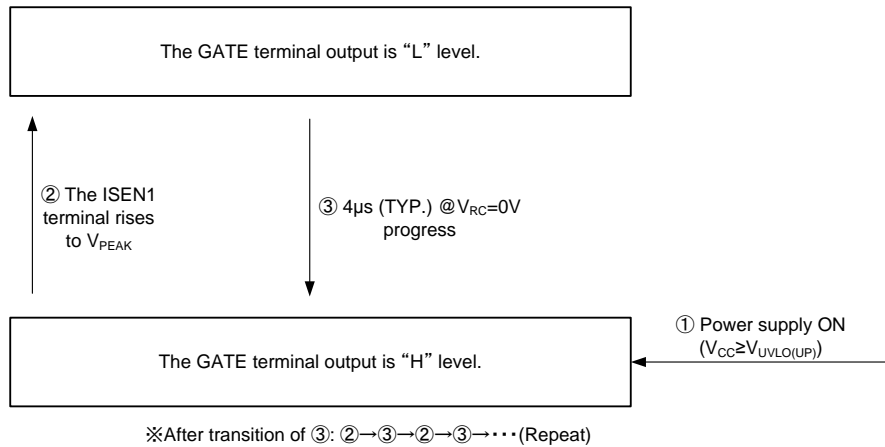 The GATE terminal output is “L” level.
② The ISEN1
terminal rises
to VPEAK
③ 4µs (TYP.) @VRC=0V
progress
① Power supply ON
(VCC≥VUVLO(UP))
The GATE terminal output is “H” level.
※After transition of ③: ②→③→②→③→･･･(Repeat)